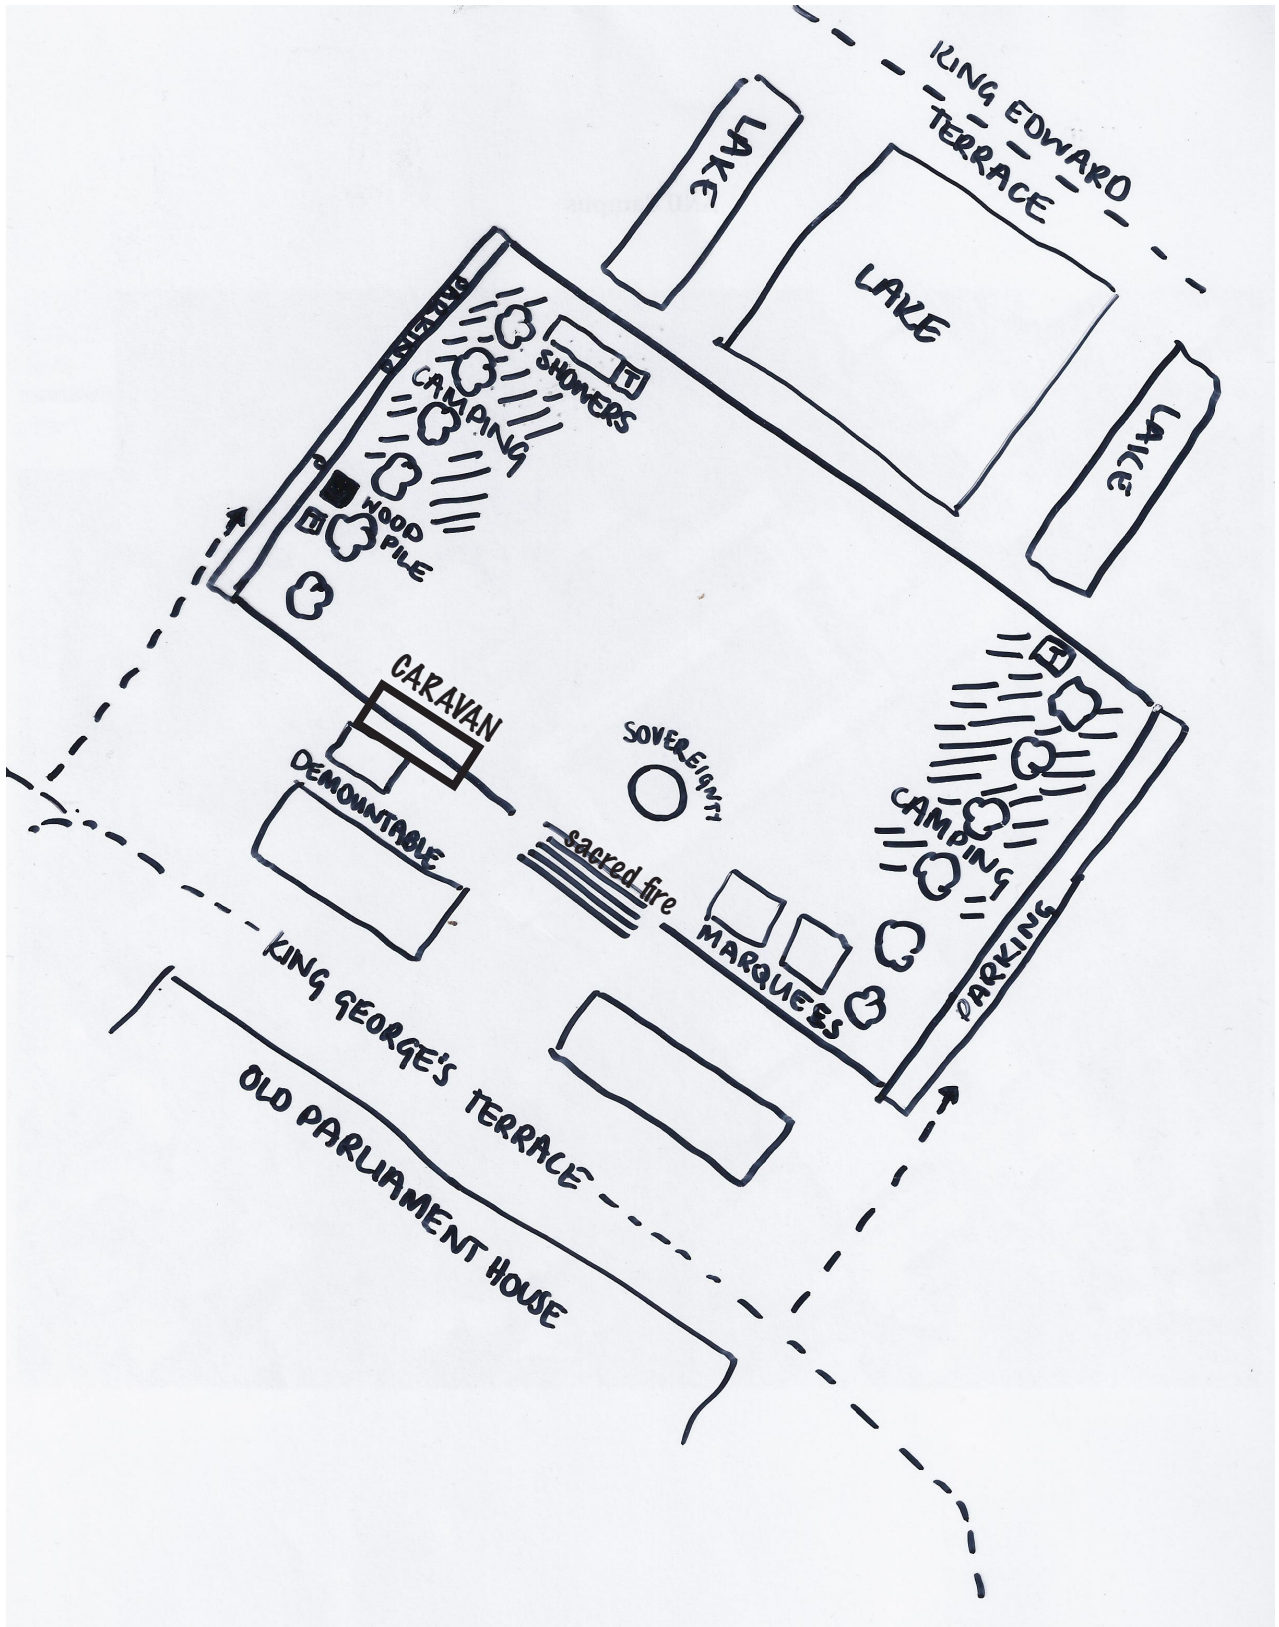 KING EDWARD
TERRACE
LAKE
LAKE
LAKE
PARKING
SHOWERS
T
CAMPING
WOOD
PILE
T
T
CARAVAN
DEMOUNTABLE
SOVEREIGNTY
sacred fire
CAMPING
MARQUEES
PARKING
KING GEORGE'S TERRACE
OLD PARLIAMENT HOUSE